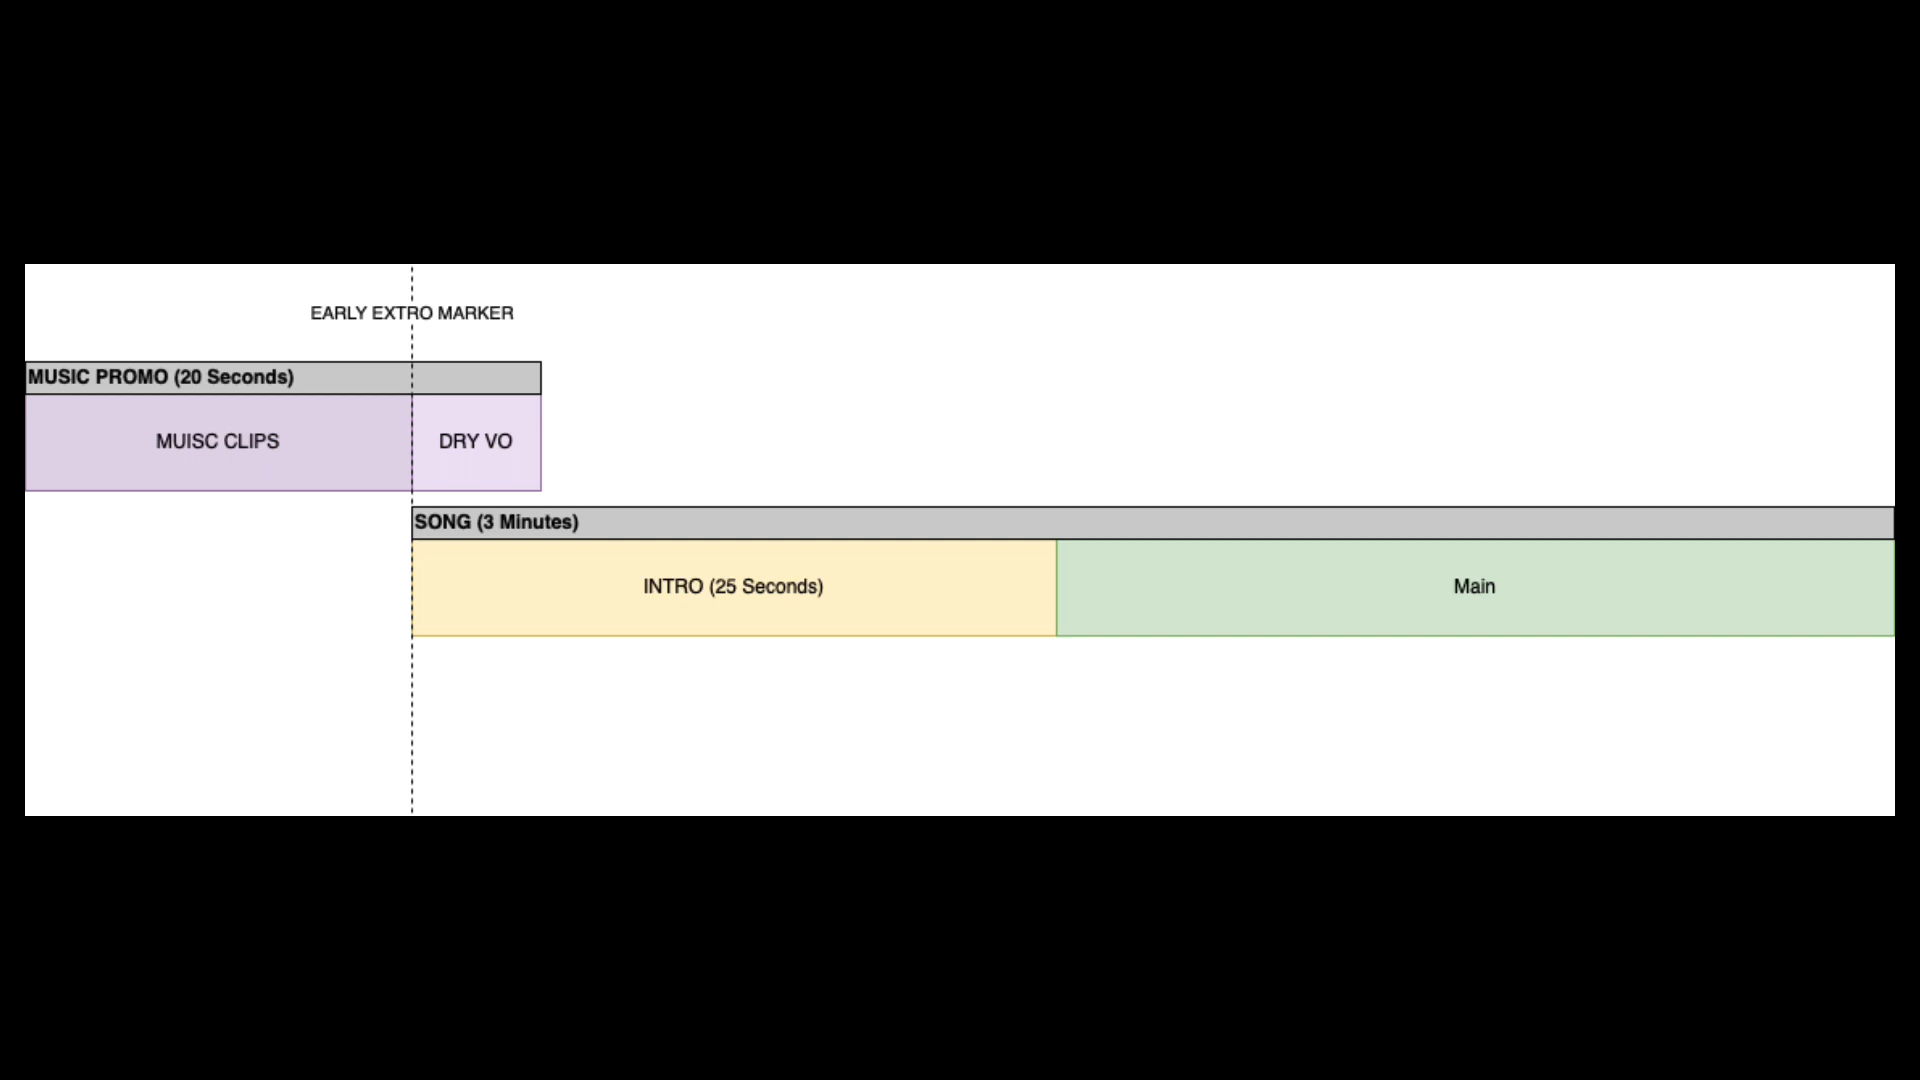 EARLY EXTRO MARKER
MUSIC PROMO (20 Seconds)
MUISC CLIPS
DRY VO
SONG (3 Minutes)
INTRO (25 Seconds)
Main